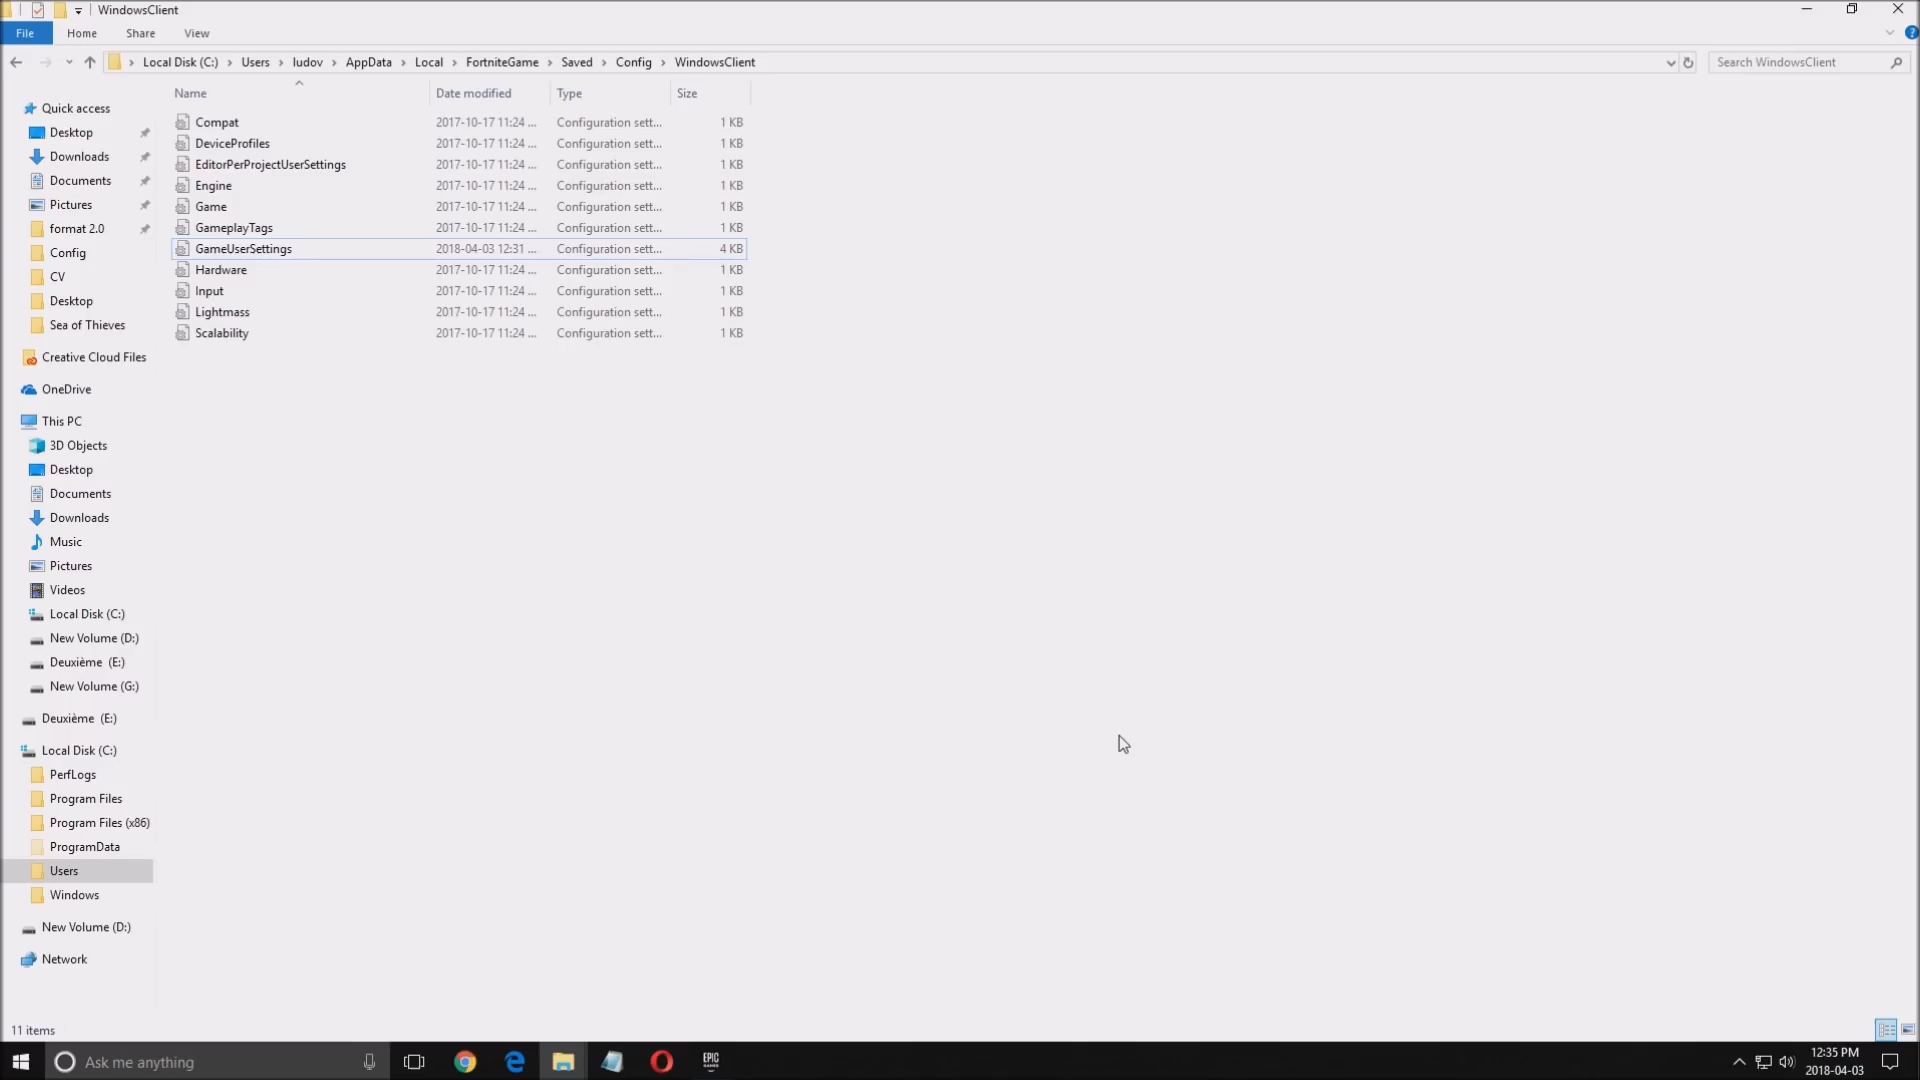 WindowsClient
File Home Share View
Local Disk (C:) Users ludov AppData Local FortniteGame Saved Config WindowsClient
Search WindowsClient
Name Date modified Type Size
Compat 2017-10-17 11:24 ... Configuration sett... 1 KB
DeviceProfiles 2017-10-17 11:24 ... Configuration sett... 1 KB
EditorPerProjectUserSettings 2017-10-17 11:24 ... Configuration sett... 1 KB
Engine 2017-10-17 11:24 ... Configuration sett... 1 KB
Game 2017-10-17 11:24 ... Configuration sett... 1 KB
GameplayTags 2017-10-17 11:24 ... Configuration sett... 1 KB
GameUserSettings 2018-04-03 12:31 ... Configuration sett... 4 KB
Hardware 2017-10-17 11:24 ... Configuration sett... 1 KB
Input 2017-10-17 11:24 ... Configuration sett... 1 KB
Lightmass 2017-10-17 11:24 ... Configuration sett... 1 KB
Scalability 2017-10-17 11:24 ... Configuration sett... 1 KB
Quick access
Desktop
Downloads
Documents
Pictures
format 2.0
Config
CV
Desktop
Sea of Thieves
Creative Cloud Files
OneDrive
This PC
3D Objects
Desktop
Documents
Downloads
Music
Pictures
Videos
Local Disk (C:)
New Volume (D:)
Deuxième (E:)
New Volume (G:)
Deuxième (E:)
Local Disk (C:)
PerfLogs
Program Files
Program Files (x86)
ProgramData
Users
Windows
New Volume (D:)
Network
11 items
Ask me anything
EPIC
GAMES
12:35 PM
2018-04-03